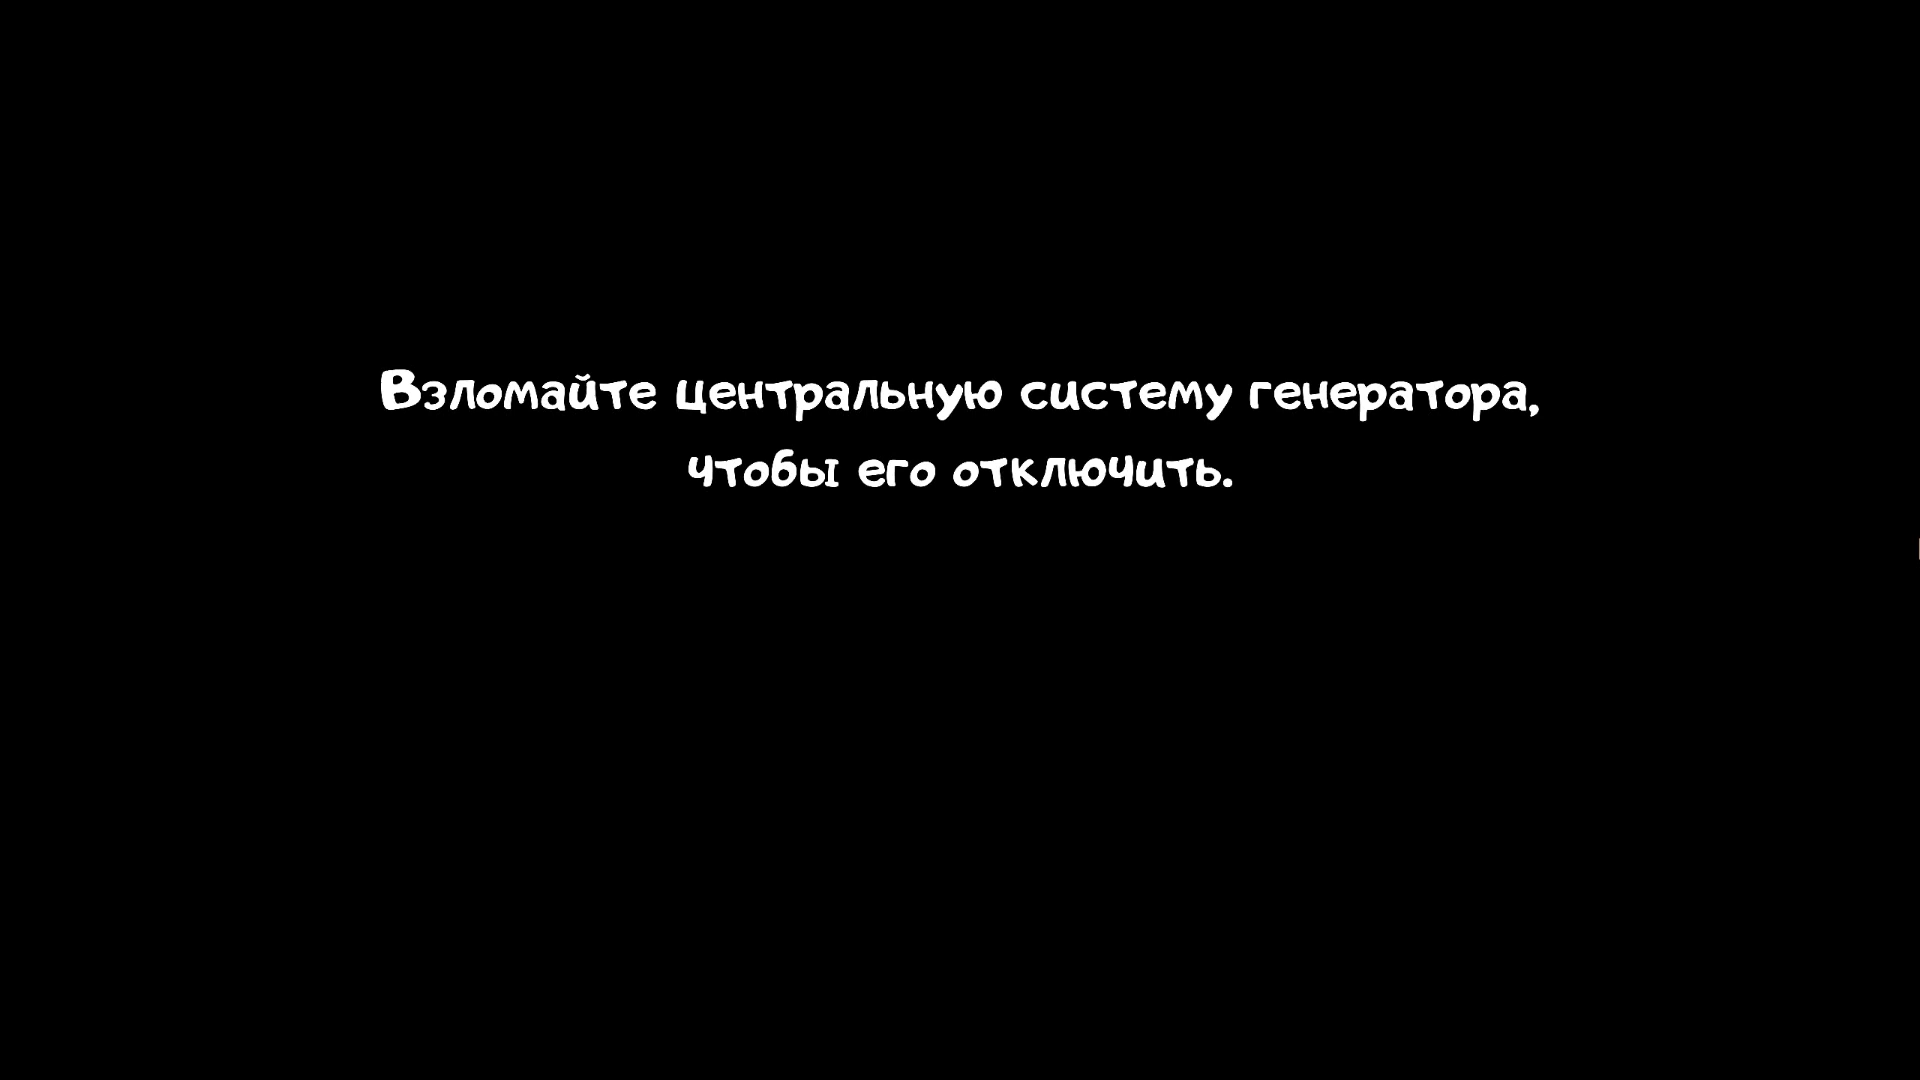 Взломайте центральную систему генератора,
чтобы его отключить.